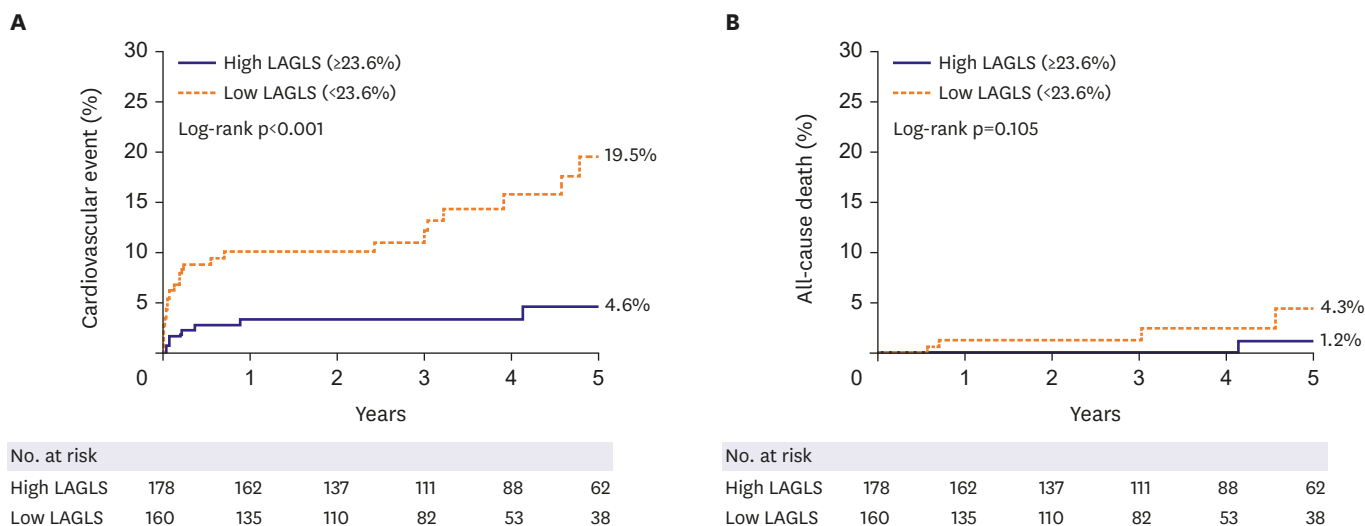 A
30
25
20
15
10
5
Cardiovascular event (%)
High LAGLS (≥23.6%)
Low LAGLS (<23.6%)
Log-rank p<0.001
19.5%
4.6%
0 1 2 3 4 5
Years
No. at risk
High LAGLS 178 162 137 111 88 62
Low LAGLS 160 135 110 82 53 38
B
30
25
20
15
10
5
All-cause death (%)
High LAGLS (≥23.6%)
Low LAGLS (<23.6%)
Log-rank p=0.105
4.3%
1.2%
0 1 2 3 4 5
Years
No. at risk
High LAGLS 178 162 137 111 88 62
Low LAGLS 160 135 110 82 53 38